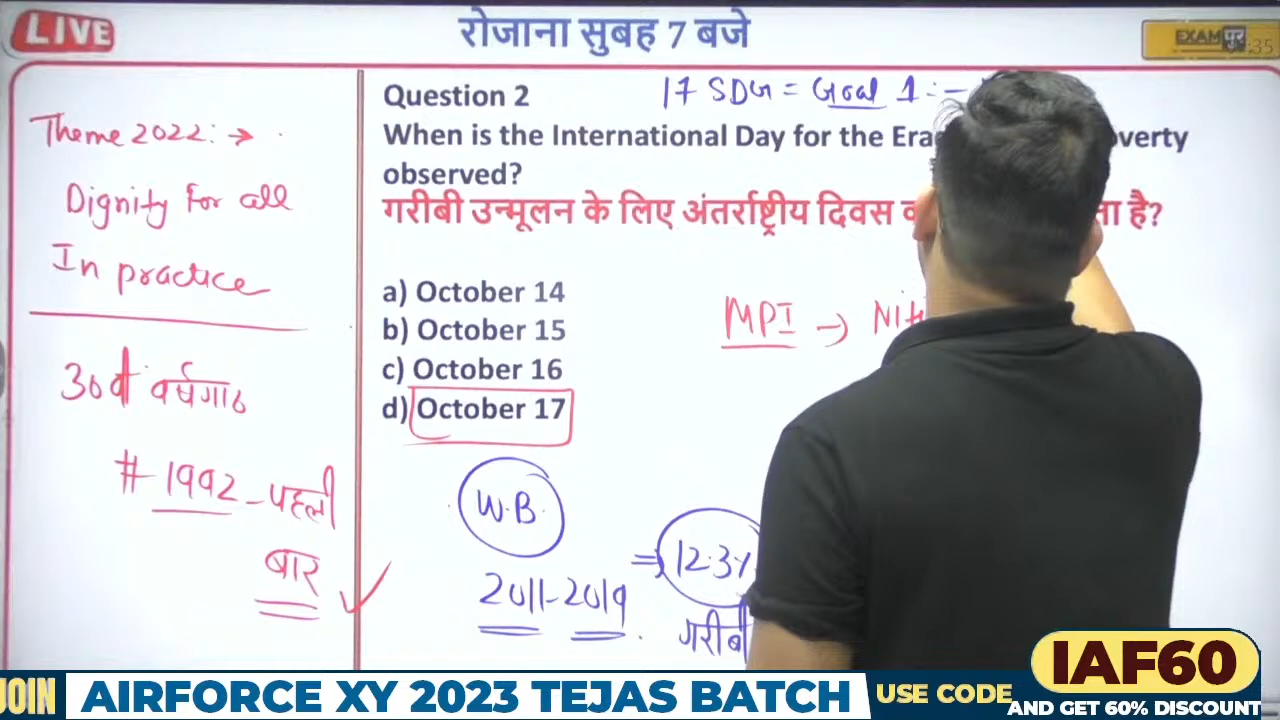 LIVE
रोजाना सुबह 7 बजे
EXAM पुर
:35
Theme 2022: →
Dignity For all
In practice
30वीं वर्षगाठ
# 1992 - पहली
बार
17 SDG = Goal 1 : -
Question 2
When is the International Day for the Era verty
observed?
गरीबी उन्मूलन के लिए अंतर्राष्ट्रीय दिवस है?
a) October 14
b) October 15
c) October 16
d) October 17
MPI → Niti
W.B.
2011-2019 ⇒ 12.3%
गरीबी
JOIN AIRFORCE XY 2023 TEJAS BATCH
USE CODE IAF60
AND GET 60% DISCOUNT